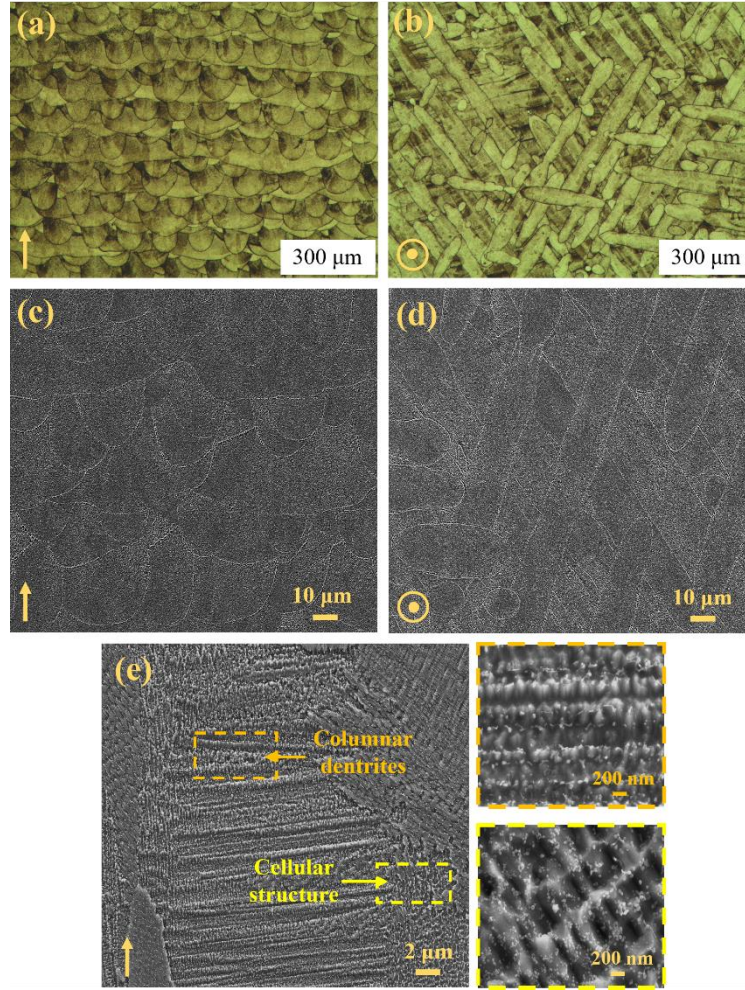 (a)
(b)
300 μm
300 μm
(c)
(d)
10 μm
10 μm
(e)
Columnar
dentrites
Cellular
structure
2 μm
200 nm
200 nm